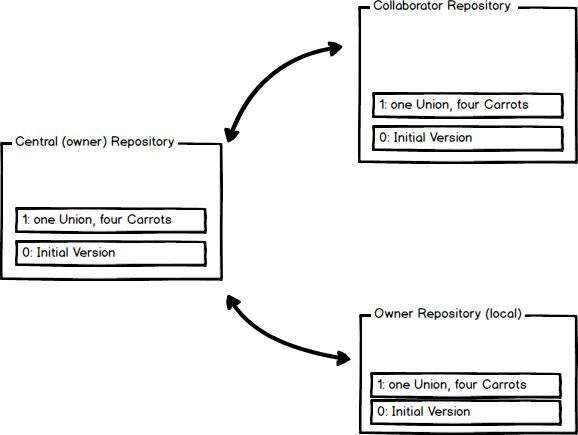 Collaborator Repository
1: one Union, four Carrots
0: Initial Version
Central (owner) Repository
1: one Union, four Carrots
0: Initial Version
Owner Repository (local)
1: one Union, four Carrots
0: Initial Version